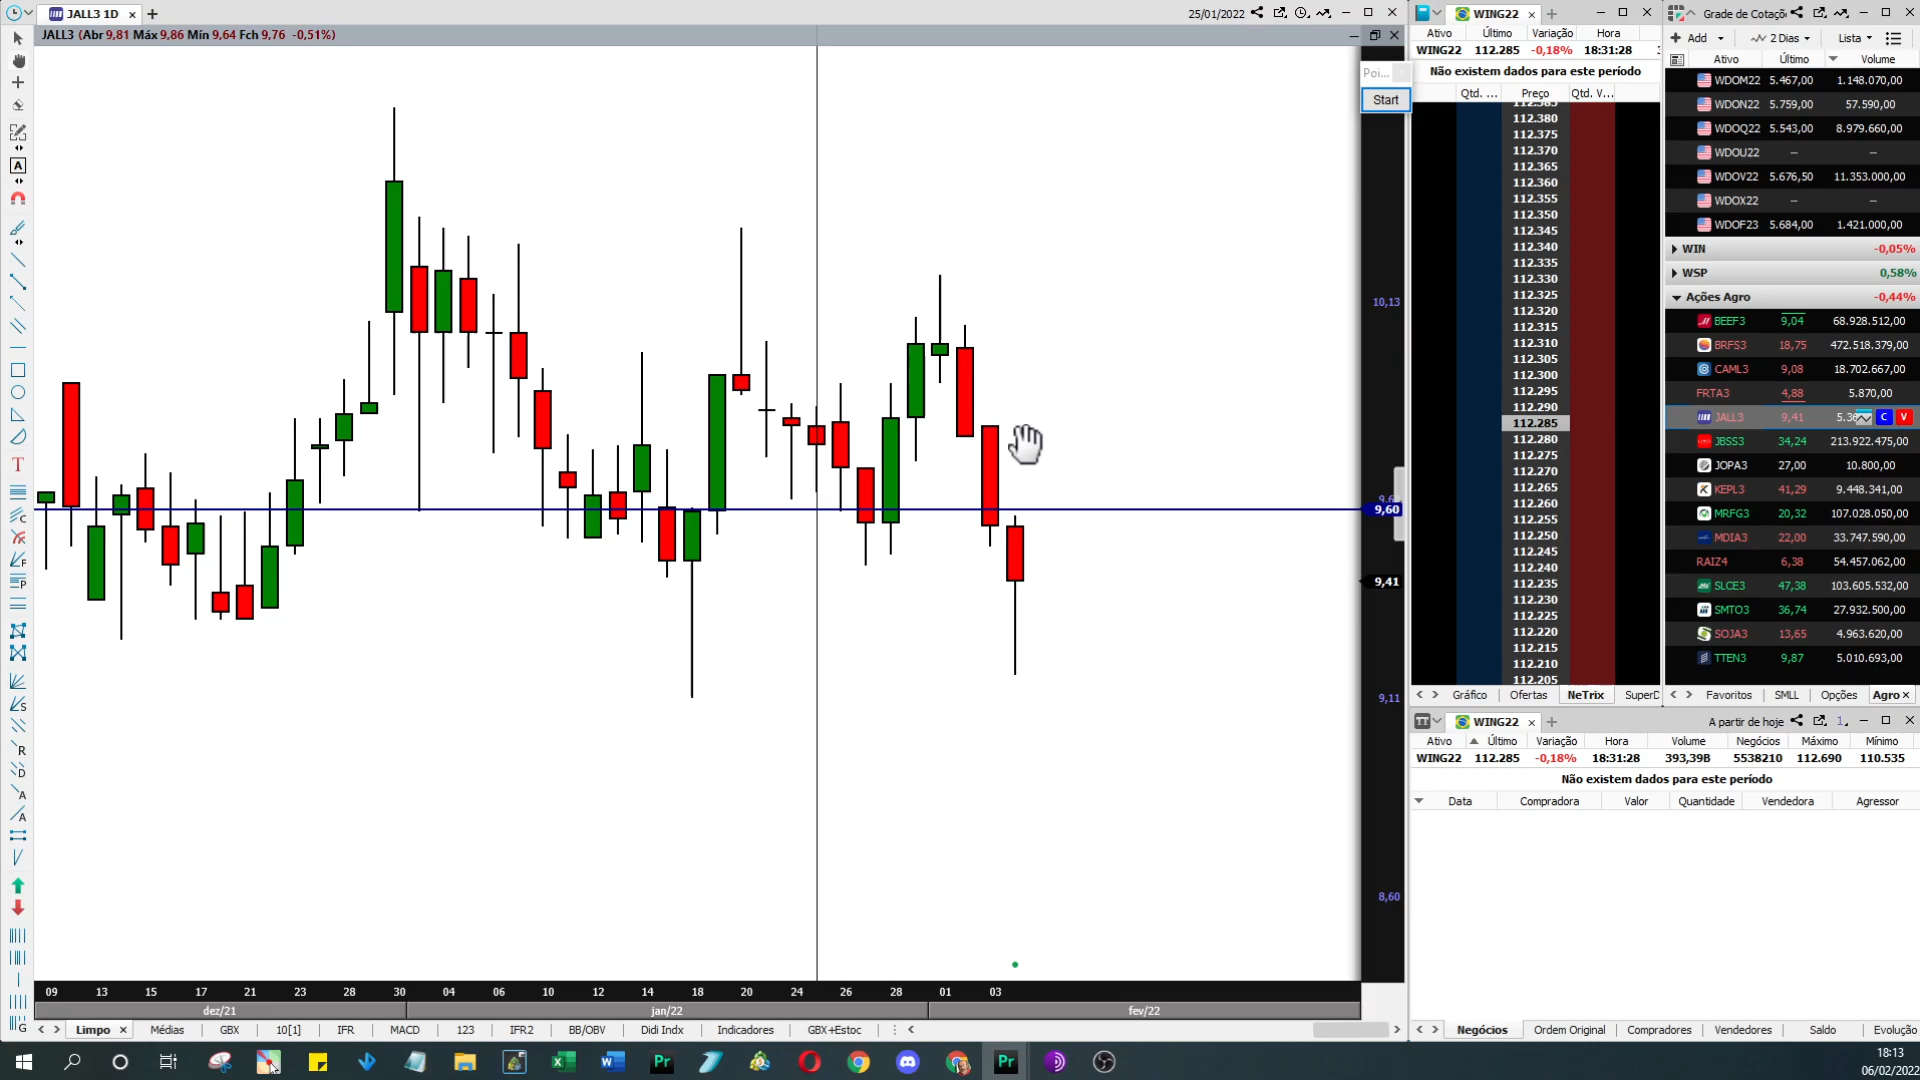 JALL3 1D
25/01/2022
JALL3 (Abr 9,81 Máx 9,86 Mín 9,64 Fch 9,76 -0,51%)
Poi...
Start
10,13
9,60
9,41
9,11
8,60
09 13 15 17 21 23 28 30 04 06 10 12 14 18 20 24 26 28 01 03
dez/21 jan/22 fev/22
Limpo Médias GBX 10[1] IFR MACD 123 IFR2 BB/OBV Didi Indx Indicadores GBX+Estoc
WING22
Ativo Último Variação Hora
WING22 112.285 -0,18% 18:31:28
Não existem dados para este período
Qtd. ... Preço Qtd. V...
112.385
112.380
112.375
112.370
112.365
112.360
112.355
112.350
112.345
112.340
112.335
112.330
112.325
112.320
112.315
112.310
112.305
112.300
112.295
112.290
112.285
112.280
112.275
112.270
112.265
112.260
112.255
112.250
112.245
112.240
112.235
112.230
112.225
112.220
112.215
112.210
112.205
Gráfico Ofertas NeTrix SuperD
Grade de Cotaçõ
Add 2 Dias Lista
Ativo Último Volume
WDOM22 5.467,00 1.148.070,00
WDON22 5.759,00 57.590,00
WDOQ22 5.543,00 8.979.660,00
WDOU22 – –
WDOV22 5.676,50 11.353.000,00
WDOX22 – –
WDOF23 5.684,00 1.421.000,00
WIN -0,05%
WSP 0,58%
Ações Agro -0,44%
BEEF3 9,04 68.928.512,00
BRFS3 18,75 472.518.379,00
CAML3 9,08 18.702.667,00
FRTA3 4,88 5.870,00
JALL3 9,41 5.36 C V
JBSS3 34,24 213.922.475,00
JOPA3 27,00 10.800,00
KEPL3 41,29 9.448.341,00
MRFG3 20,32 107.028.050,00
MDIA3 22,00 33.747.590,00
RAIZ4 6,38 54.457.062,00
SLCE3 47,38 103.605.532,00
SMTO3 36,74 27.932.500,00
SOJA3 13,65 4.963.620,00
TTEN3 9,87 5.010.693,00
Favoritos SMLL Opções Agro
WING22
A partir de hoje
Ativo Último Variação Hora Volume Negócios Máximo Mínimo
WING22 112.285 -0,18% 18:31:28 393,39B 5538210 112.690 110.535
Não existem dados para este período
Data Compradora Valor Quantidade Vendedora Agressor
Negócios Ordem Original Compradores Vendedores Saldo Evolução
18:13
06/02/2022